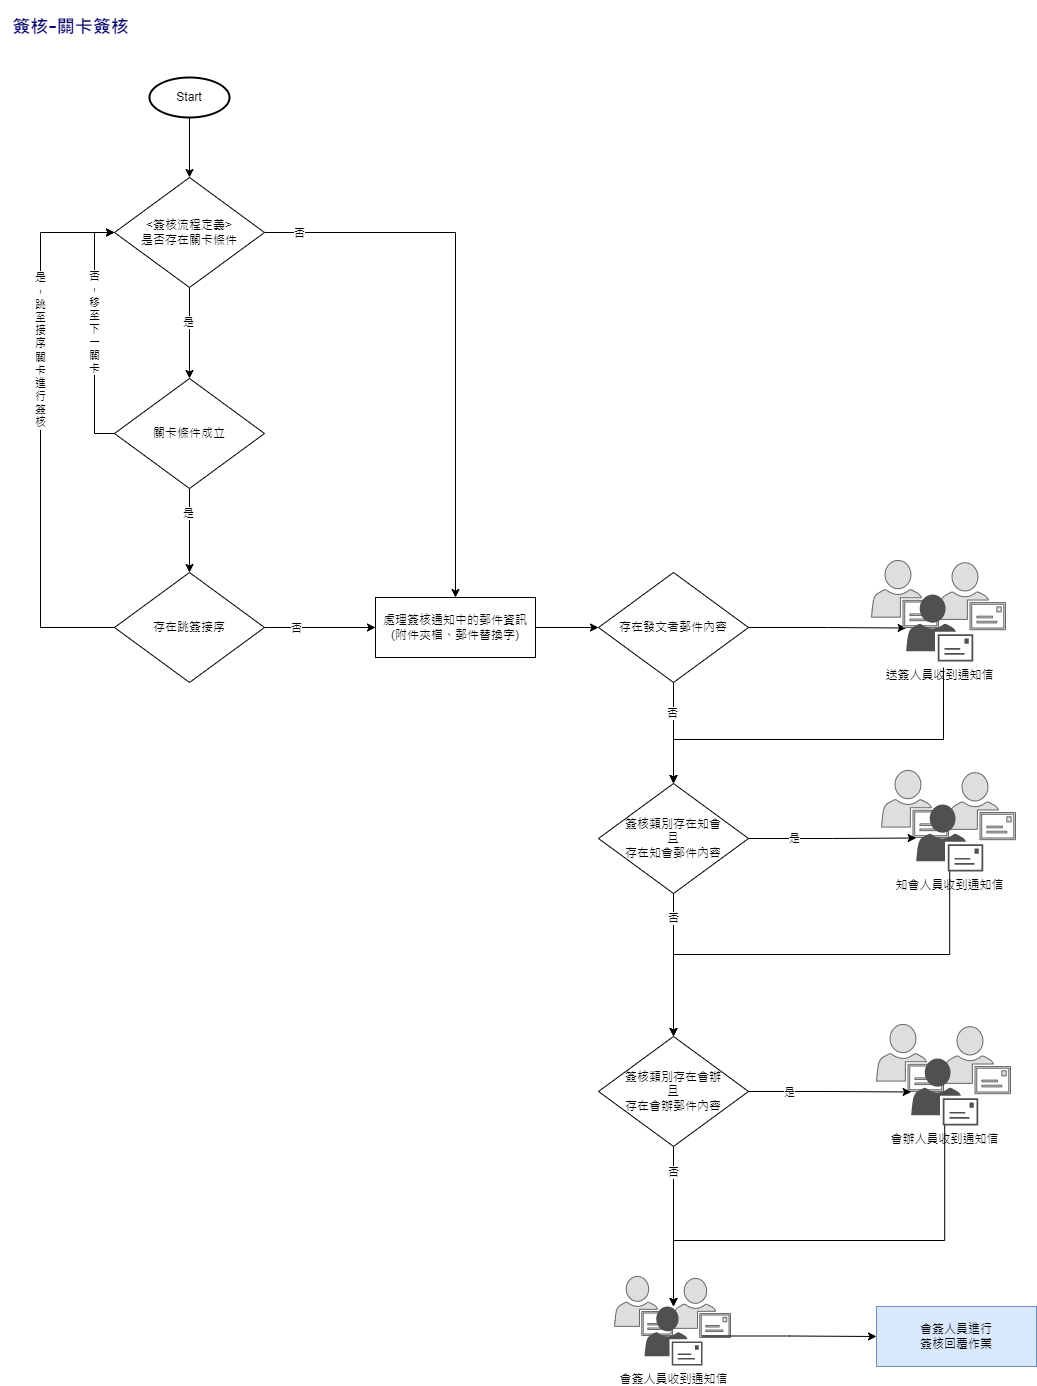 簽核-關卡簽核
Start
<簽核流程定義>
是否存在關卡條件
否
是，跳至接序關卡進行簽核
否，移至下一關卡
是
關卡條件成立
是
存在跳簽接序
否
處理簽核通知中的郵件資訊
(附件夾檔、郵件替換字)
存在發文者郵件內容
送簽人員收到通知信
否
簽核類別存在知會
且
存在知會郵件內容
是
知會人員收到通知信
否
簽核類別存在會辦
且
存在會辦郵件內容
是
會辦人員收到通知信
否
會簽人員收到通知信
會簽人員進行
簽核回覆作業